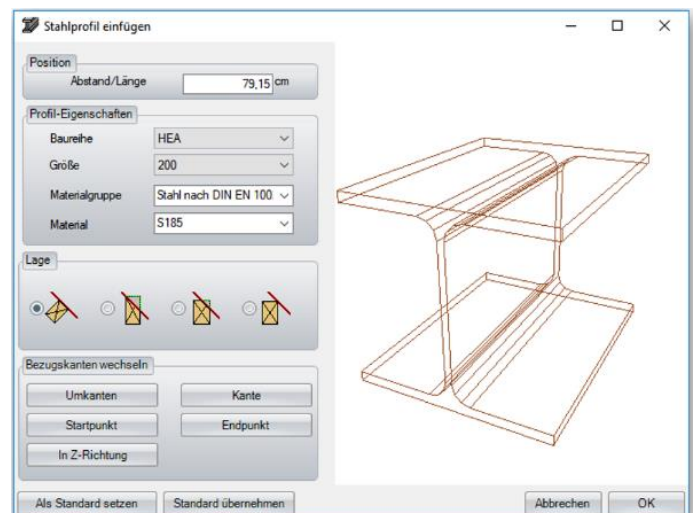 Stahlprofil einfügen
Position
Abstand/Länge 79,15 cm
Profil-Eigenschaften
Baureihe HEA
Größe 200
Materialgruppe Stahl nach DIN EN 100
Material S185
Lage
Bezugskanten wechseln
Umkanten Kante
Startpunkt Endpunkt
In Z-Richtung
Als Standard setzen Standard übernehmen Abbrechen OK